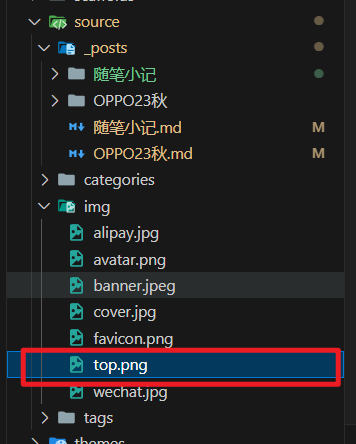 source
_posts
随笔小记
OPPO23秋
随笔小记.md M
OPPO23秋.md M
categories
img
alipay.jpg
avatar.png
banner.jpeg
cover.jpg
favicon.png
top.png
wechat.jpg
tags
themes